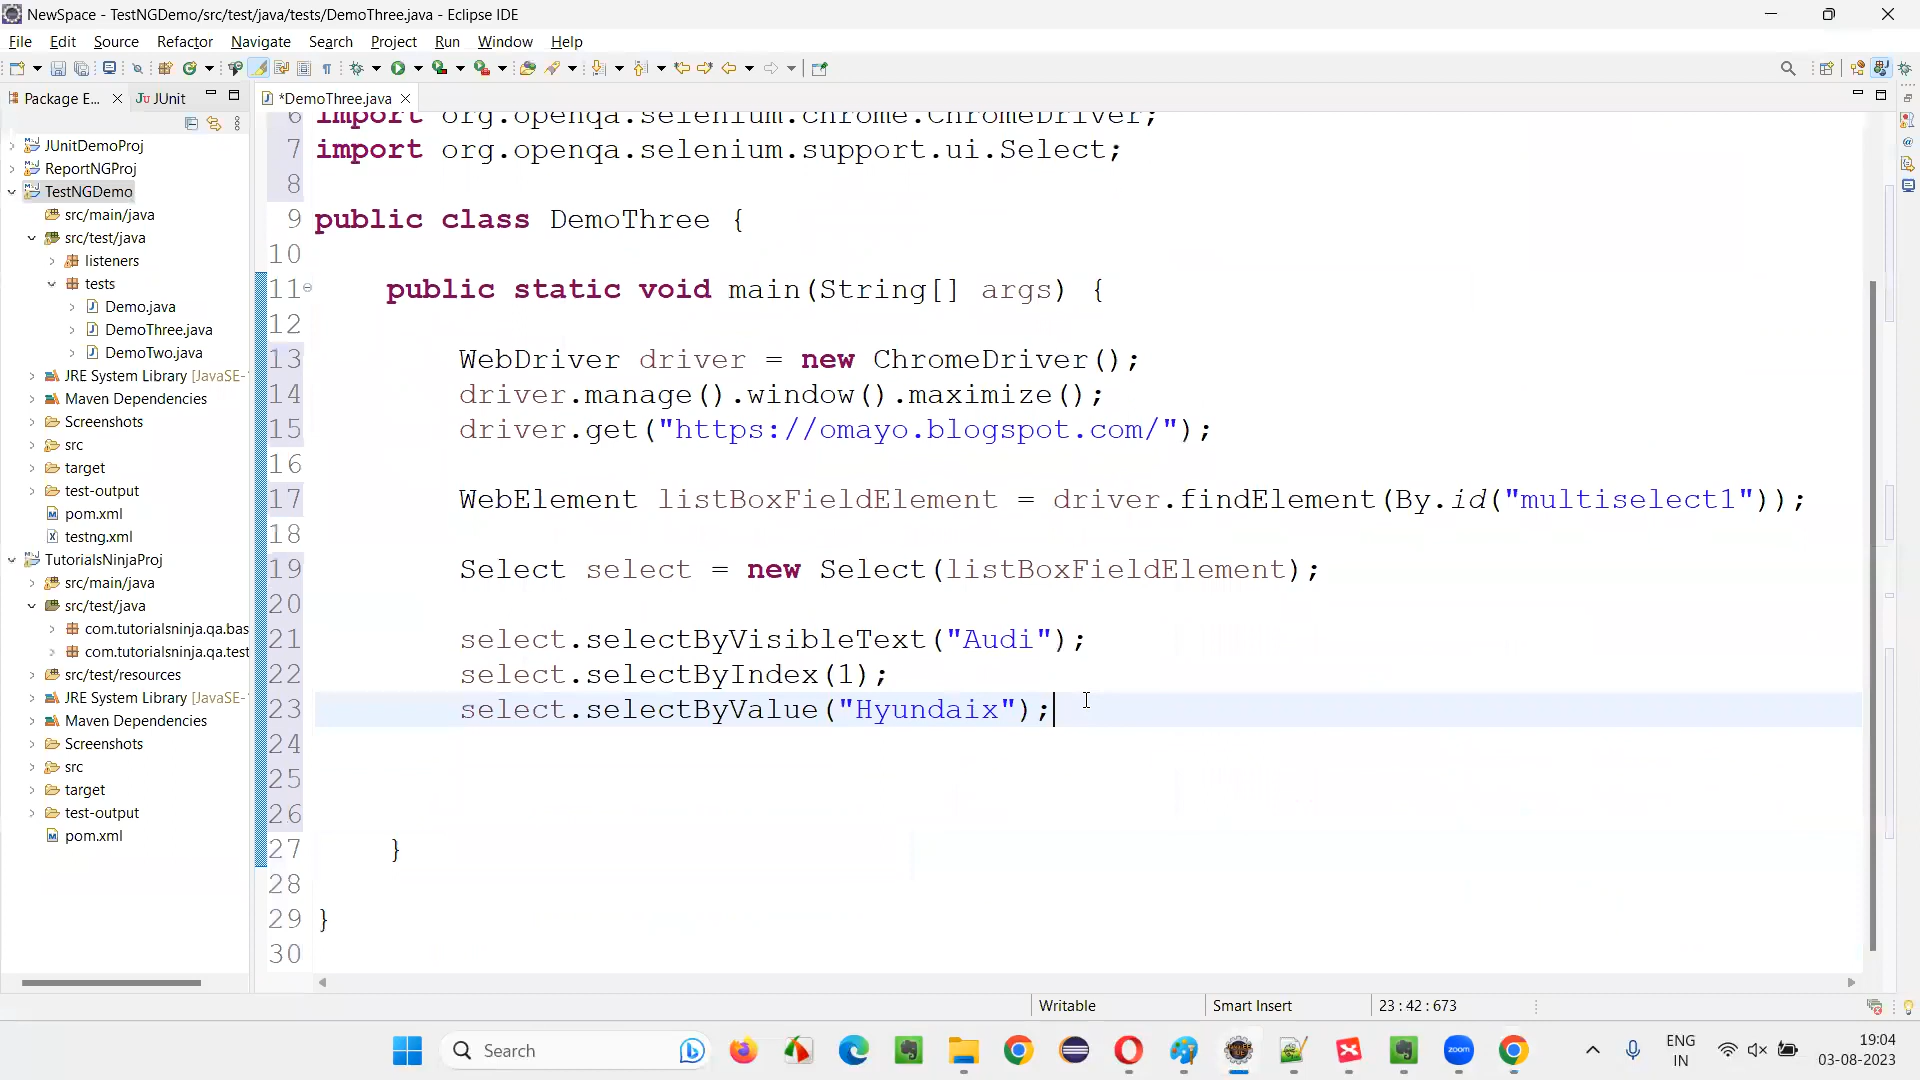 NewSpace - TestNGDemo/src/test/java/tests/DemoThree.java - Eclipse IDE
File Edit Source Refactor Navigate Search Project Run Window Help
Package E... JUnit
*DemoThree.java
JUnitDemoProj
ReportNGProj
TestNGDemo
src/main/java
src/test/java
listeners
tests
Demo.java
DemoThree.java
DemoTwo.java
JRE System Library [JavaSE-
Maven Dependencies
Screenshots
src
target
test-output
pom.xml
testng.xml
TutorialsNinjaProj
src/main/java
src/test/java
com.tutorialsninja.qa.bas
com.tutorialsninja.qa.test
src/test/resources
JRE System Library [JavaSE-
Maven Dependencies
Screenshots
src
target
test-output
pom.xml
6 import org.openqa.selenium.chrome.ChromeDriver;
7 import org.openqa.selenium.support.ui.Select;
8
9 public class DemoThree {
10
11 public static void main(String[] args) {
12
13 WebDriver driver = new ChromeDriver();
14 driver.manage().window().maximize();
15 driver.get("https://omayo.blogspot.com/");
16
17 WebElement listBoxFieldElement = driver.findElement(By.id("multiselect1"));
18
19 Select select = new Select(listBoxFieldElement);
20
21 select.selectByVisibleText("Audi");
22 select.selectByIndex(1);
23 select.selectByValue("Hyundaix");
24
25
26
27 }
28
29 }
30
Writable Smart Insert 23 : 42 : 673
Search
zoom
ENG
IN
19:04
03-08-2023